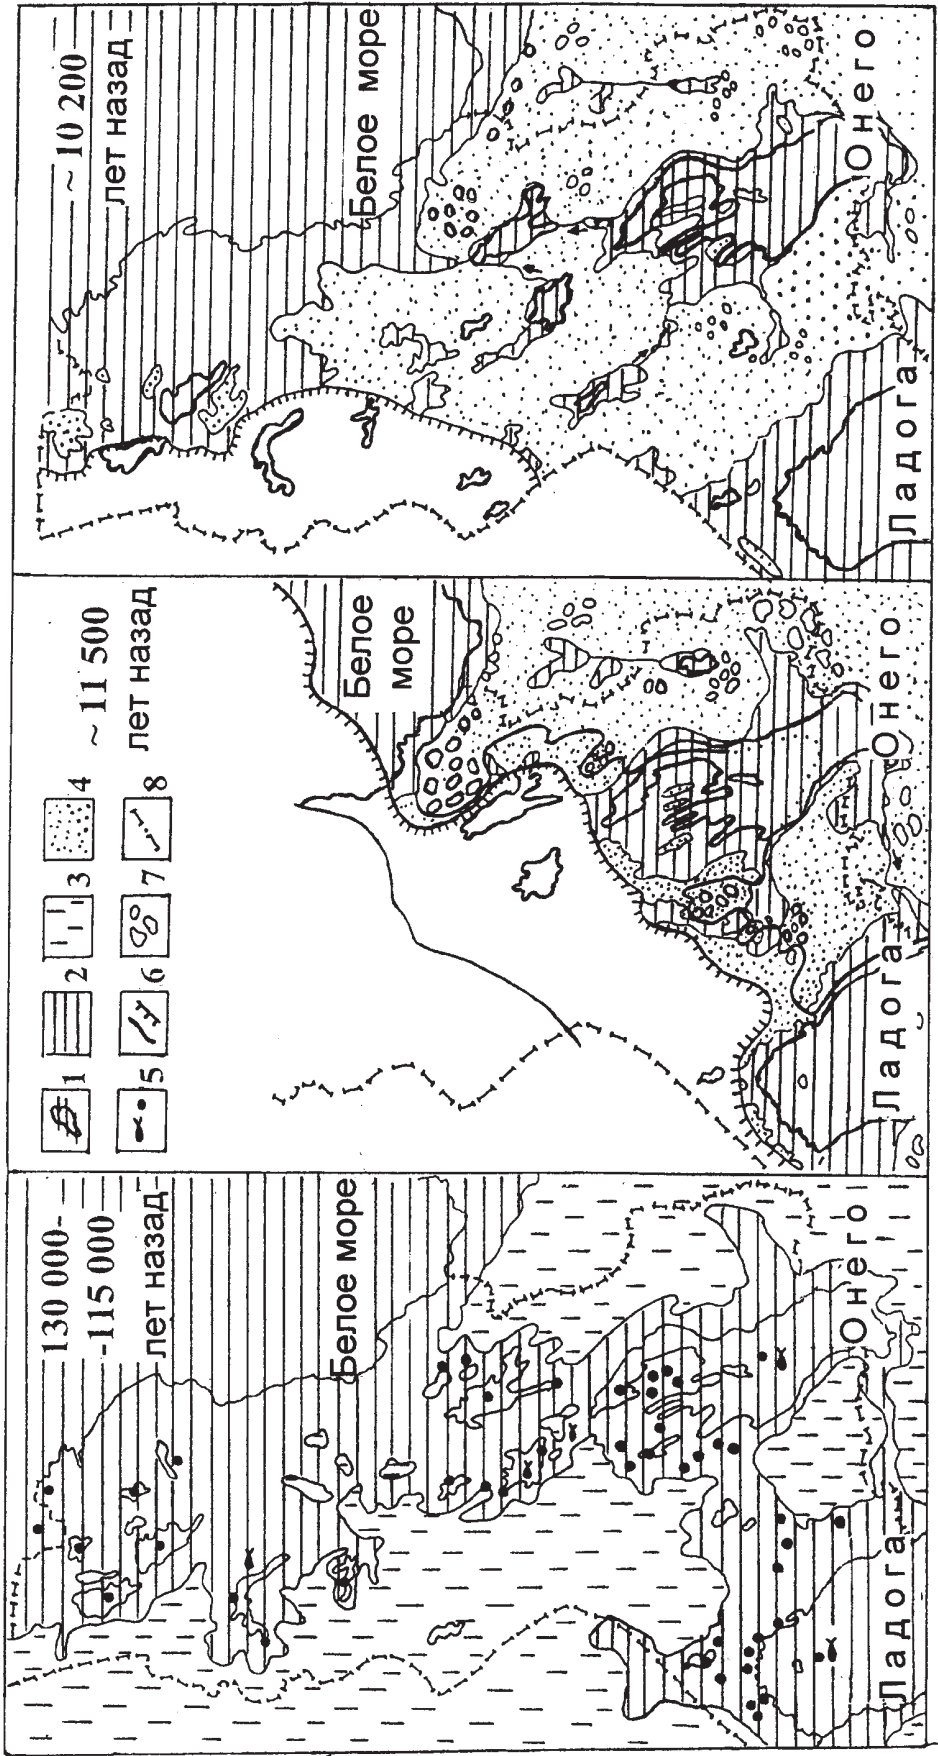 130 000-
-115 000
лет назад
Белое море
Онего
Ладога
1
2
3
4
5
6
7
8
~ 11 500
лет назад
Белое
море
Онего
Ладога
~ 10 200
лет назад
Белое море
Онего
Ладога